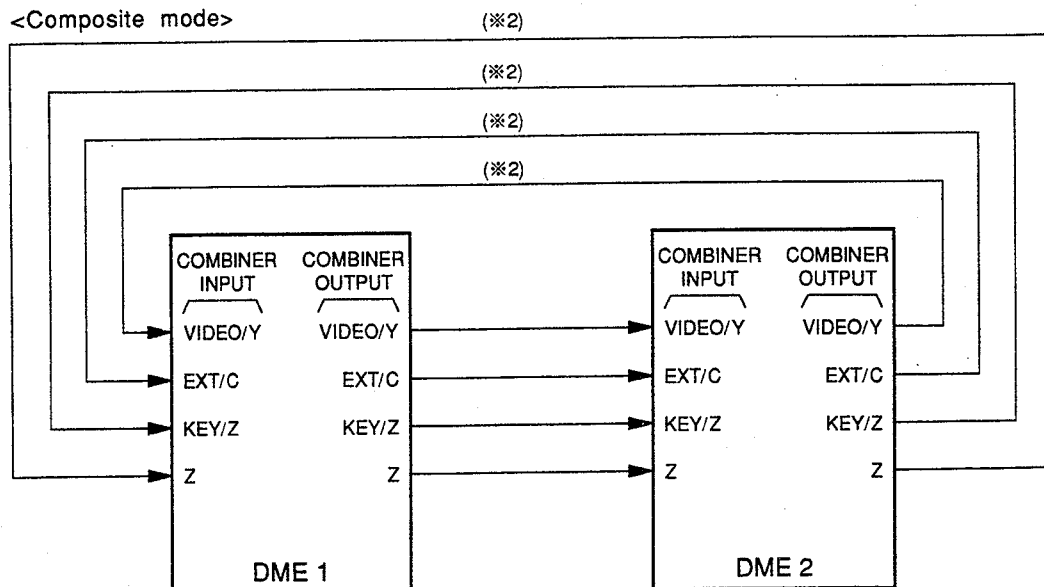 <Composite mode>
(※2)
(※2)
(※2)
(※2)
COMBINER INPUT COMBINER OUTPUT
VIDEO/Y VIDEO/Y
EXT/C EXT/C
KEY/Z KEY/Z
Z Z
DME 1
COMBINER INPUT COMBINER OUTPUT
VIDEO/Y VIDEO/Y
EXT/C EXT/C
KEY/Z KEY/Z
Z Z
DME 2